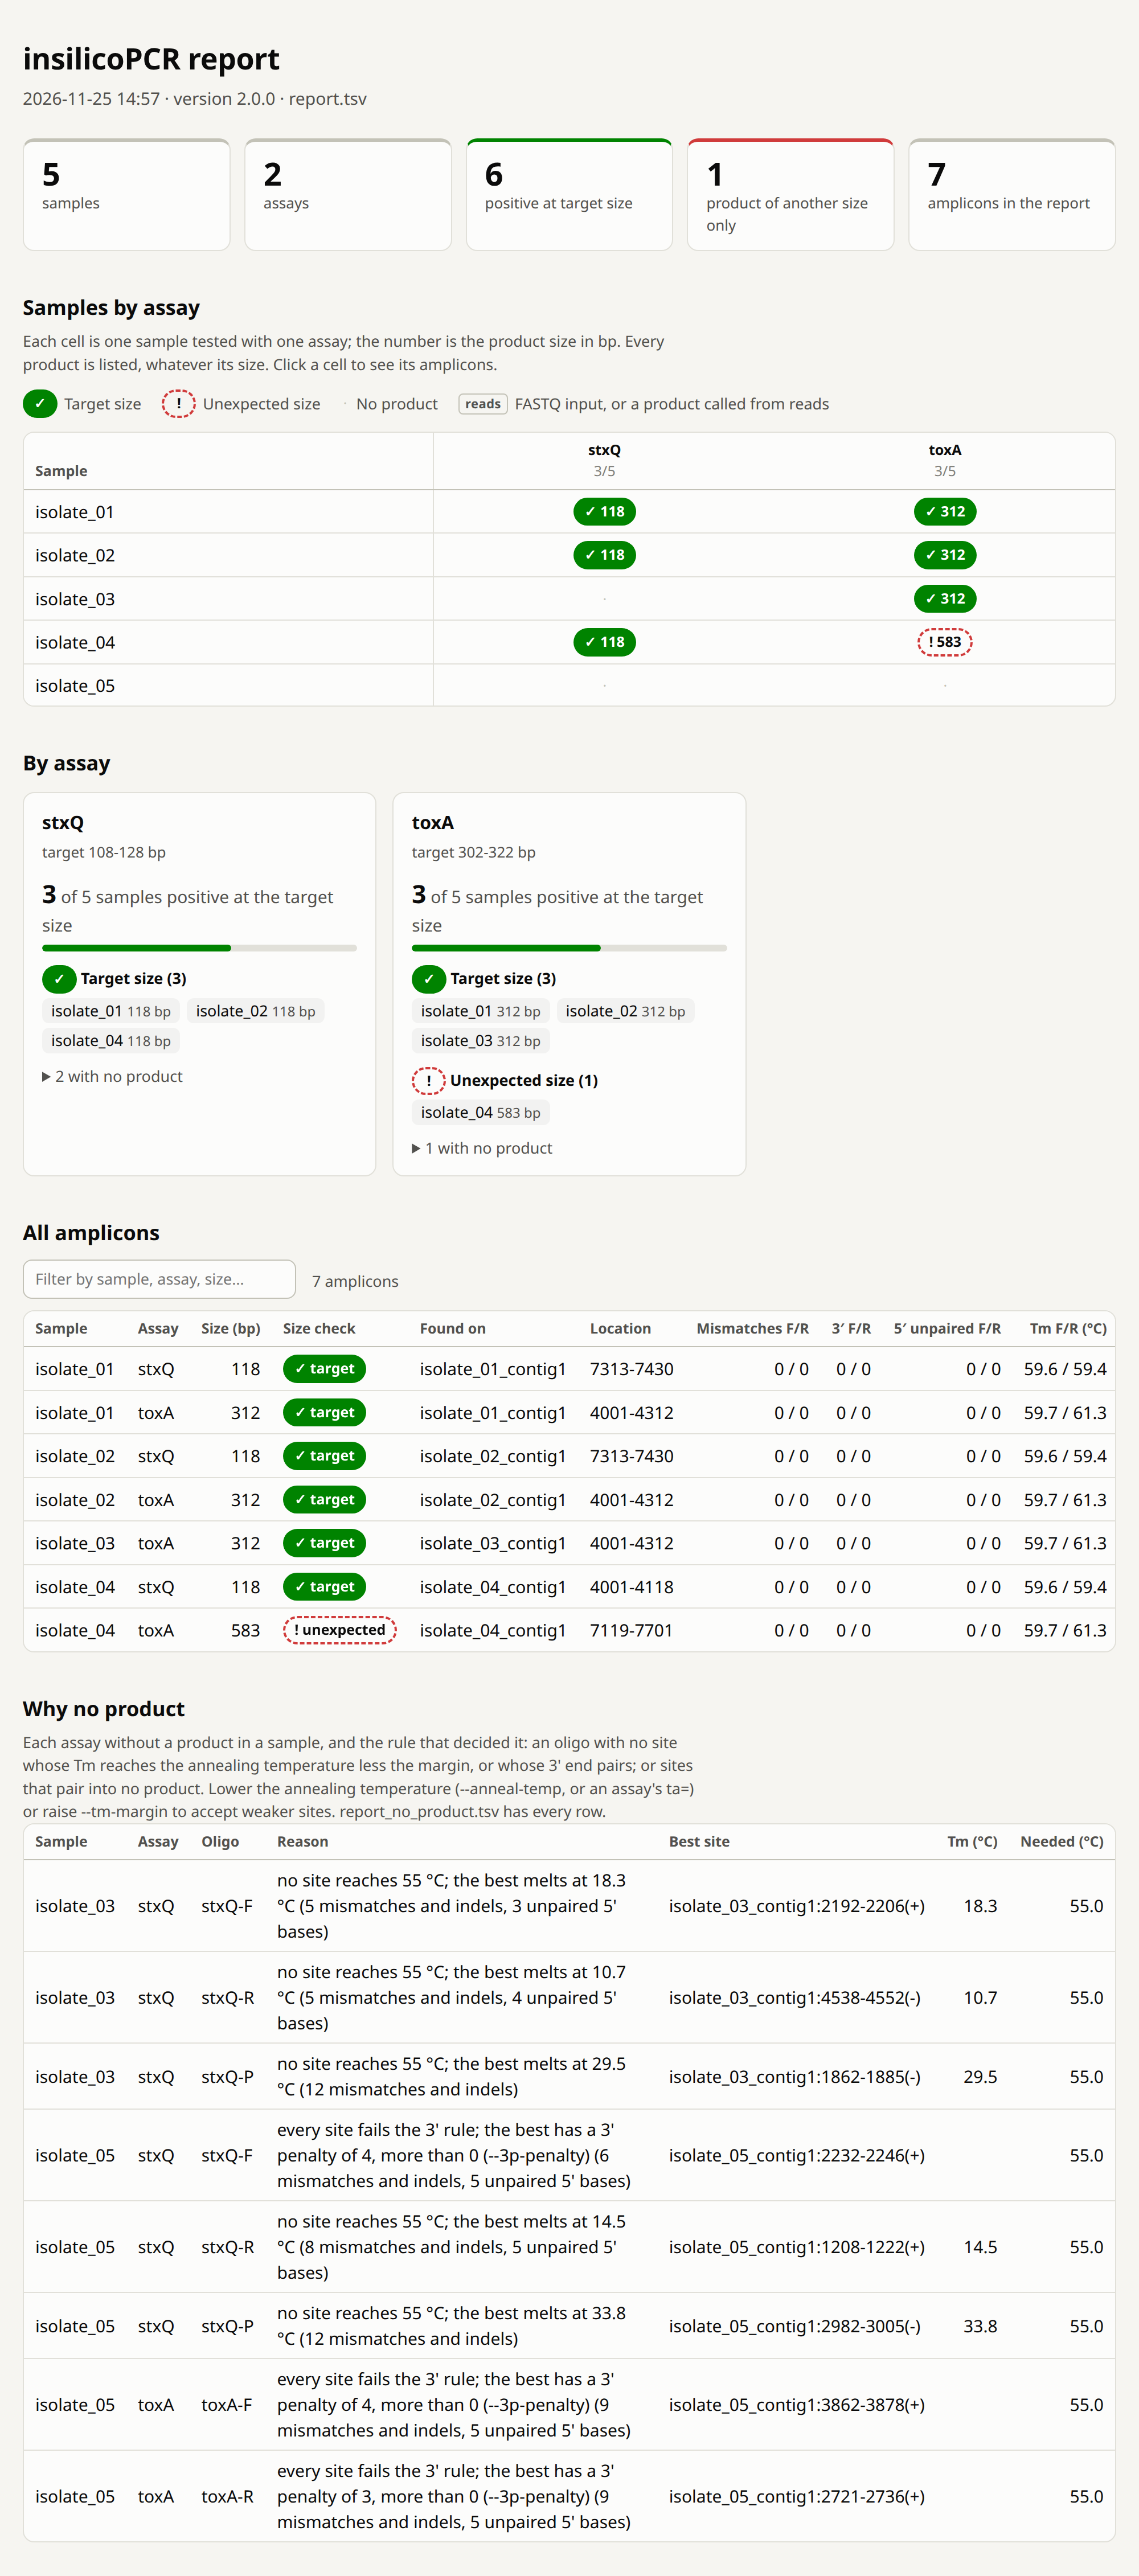 insilicoPCR report
2026-11-25 14:57 · version 2.0.0 · report.tsv
5
samples
2
assays
6
positive at target size
1
product of another size
only
7
amplicons in the report
Samples by assay
Each cell is one sample tested with one assay; the number is the product size in bp. Every
product is listed, whatever its size. Click a cell to see its amplicons.
✓ Target size ! Unexpected size · No product reads FASTQ input, or a product called from reads
Sample stxQ 3/5 toxA 3/5
isolate_01 ✓ 118 ✓ 312
isolate_02 ✓ 118 ✓ 312
isolate_03 · ✓ 312
isolate_04 ✓ 118 ! 583
isolate_05 · ·
By assay
stxQ
target 108-128 bp
3 of 5 samples positive at the target
size
✓ Target size (3)
isolate_01 118 bp isolate_02 118 bp
isolate_04 118 bp
▶ 2 with no product
toxA
target 302-322 bp
3 of 5 samples positive at the target
size
✓ Target size (3)
isolate_01 312 bp isolate_02 312 bp
isolate_03 312 bp
! Unexpected size (1)
isolate_04 583 bp
▶ 1 with no product
All amplicons
Filter by sample, assay, size... 7 amplicons
Sample Assay Size (bp) Size check Found on Location Mismatches F/R 3′ F/R 5′ unpaired F/R Tm F/R (°C)
isolate_01 stxQ 118 ✓ target isolate_01_contig1 7313-7430 0 / 0 0 / 0 0 / 0 59.6 / 59.4
isolate_01 toxA 312 ✓ target isolate_01_contig1 4001-4312 0 / 0 0 / 0 0 / 0 59.7 / 61.3
isolate_02 stxQ 118 ✓ target isolate_02_contig1 7313-7430 0 / 0 0 / 0 0 / 0 59.6 / 59.4
isolate_02 toxA 312 ✓ target isolate_02_contig1 4001-4312 0 / 0 0 / 0 0 / 0 59.7 / 61.3
isolate_03 toxA 312 ✓ target isolate_03_contig1 4001-4312 0 / 0 0 / 0 0 / 0 59.7 / 61.3
isolate_04 stxQ 118 ✓ target isolate_04_contig1 4001-4118 0 / 0 0 / 0 0 / 0 59.6 / 59.4
isolate_04 toxA 583 ! unexpected isolate_04_contig1 7119-7701 0 / 0 0 / 0 0 / 0 59.7 / 61.3
Why no product
Each assay without a product in a sample, and the rule that decided it: an oligo with no site
whose Tm reaches the annealing temperature less the margin, or whose 3' end pairs; or sites
that pair into no product. Lower the annealing temperature (--anneal-temp, or an assay's ta=)
or raise --tm-margin to accept weaker sites. report_no_product.tsv has every row.
Sample Assay Oligo Reason Best site Tm (°C) Needed (°C)
isolate_03 stxQ stxQ-F no site reaches 55 °C; the best melts at 18.3
°C (5 mismatches and indels, 3 unpaired 5'
bases) isolate_03_contig1:2192-2206(+) 18.3 55.0
isolate_03 stxQ stxQ-R no site reaches 55 °C; the best melts at 10.7
°C (5 mismatches and indels, 4 unpaired 5'
bases) isolate_03_contig1:4538-4552(-) 10.7 55.0
isolate_03 stxQ stxQ-P no site reaches 55 °C; the best melts at 29.5
°C (12 mismatches and indels) isolate_03_contig1:1862-1885(-) 29.5 55.0
isolate_05 stxQ stxQ-F every site fails the 3' rule; the best has a 3'
penalty of 4, more than 0 (--3p-penalty) (6
mismatches and indels, 5 unpaired 5' bases) isolate_05_contig1:2232-2246(+) 55.0
isolate_05 stxQ stxQ-R no site reaches 55 °C; the best melts at 14.5
°C (8 mismatches and indels, 5 unpaired 5'
bases) isolate_05_contig1:1208-1222(+) 14.5 55.0
isolate_05 stxQ stxQ-P no site reaches 55 °C; the best melts at 33.8
°C (12 mismatches and indels) isolate_05_contig1:2982-3005(-) 33.8 55.0
isolate_05 toxA toxA-F every site fails the 3' rule; the best has a 3'
penalty of 4, more than 0 (--3p-penalty) (9
mismatches and indels, 5 unpaired 5' bases) isolate_05_contig1:3862-3878(+) 55.0
isolate_05 toxA toxA-R every site fails the 3' rule; the best has a 3'
penalty of 3, more than 0 (--3p-penalty) (9
mismatches and indels, 5 unpaired 5' bases) isolate_05_contig1:2721-2736(+) 55.0